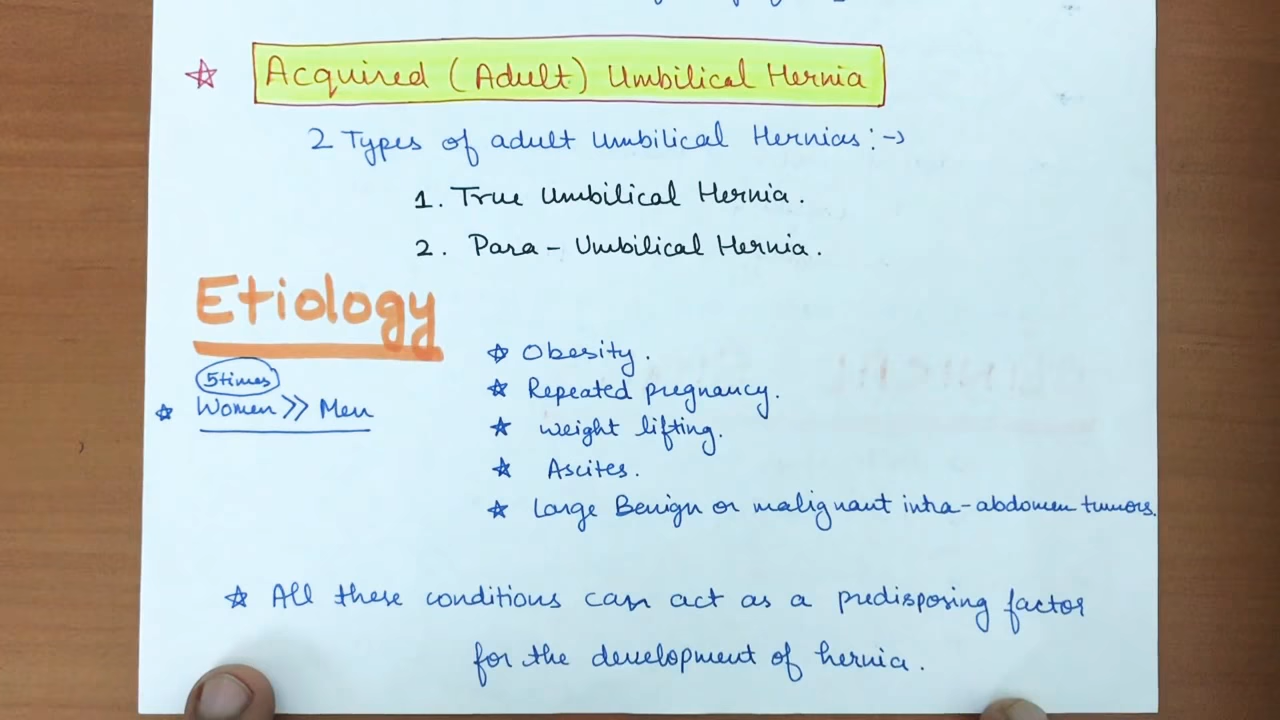 ☆ Acquired (Adult) Umbilical Hernia
2 Types of adult Umbilical Hernias :->
1. True Umbilical Hernia.
2. Para - Umbilical Hernia.
Etiology
5times
☆ Women >> Men
☆ Obesity.
☆ Repeated pregnancy.
☆ Weight lifting.
☆ Ascites.
☆ Large Benign or malignant intra-abdomen tumors.
☆ All these conditions can act as a predisposing factor
for the development of hernia.